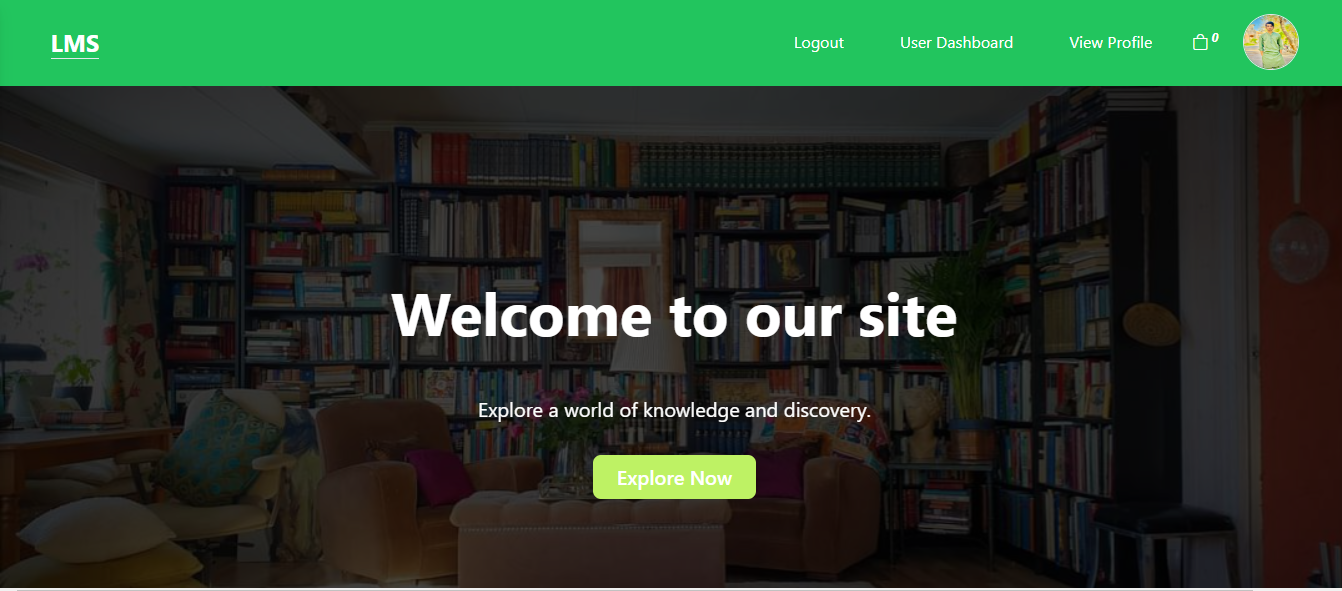 LMS
Logout
User Dashboard
View Profile
0
Welcome to our site
Explore a world of knowledge and discovery.
Explore Now